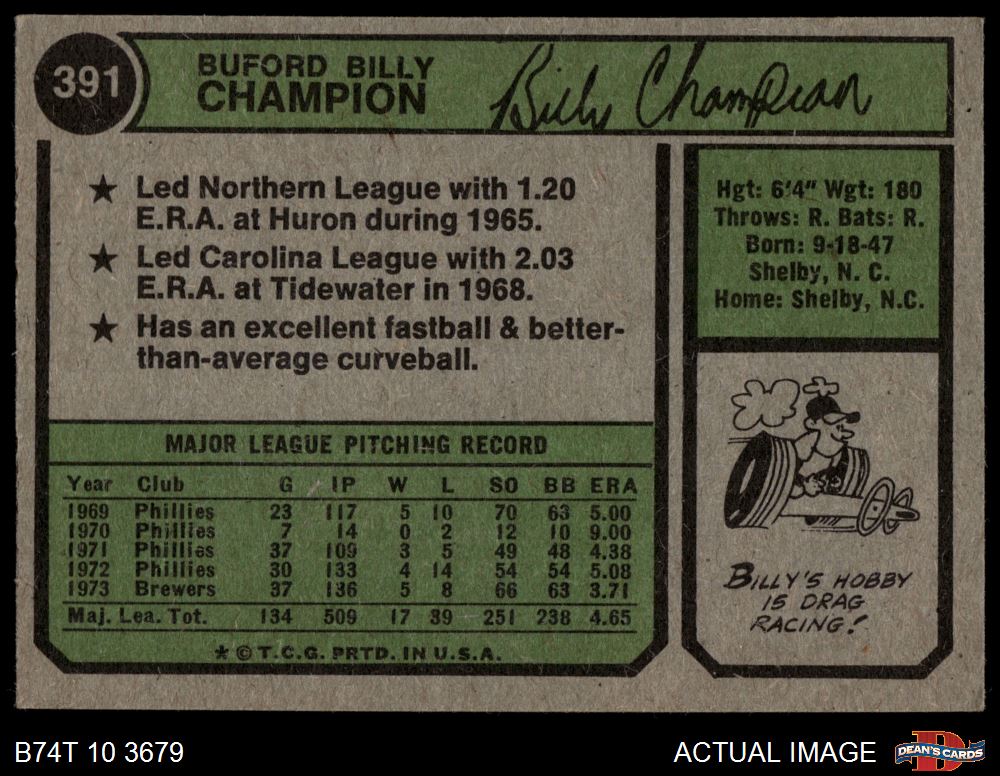 391
BUFORD BILLY
CHAMPION
Billy Champion
★ Led Northern League with 1.20
E.R.A. at Huron during 1965.
★ Led Carolina League with 2.03
E.R.A. at Tidewater in 1968.
★ Has an excellent fastball & better-
than-average curveball.
Hgt: 6'4" Wgt: 180
Throws: R. Bats: R.
Born: 9-18-47
Shelby, N. C.
Home: Shelby, N.C.
MAJOR LEAGUE PITCHING RECORD
Year Club G IP W L SO BB ERA
1969 Phillies 23 117 5 10 70 63 5.00
1970 Phillies 7 14 0 2 12 10 9.00
1971 Phillies 37 109 3 5 49 48 4.38
1972 Phillies 30 133 4 14 54 54 5.08
1973 Brewers 37 136 5 8 66 63 3.71
Maj. Lea. Tot. 134 509 17 39 251 238 4.65
* © T.C.G. PRTD. IN U.S.A.
BILLY'S HOBBY
IS DRAG
RACING!
B74T 10 3679
ACTUAL IMAGE
DEAN'S CARDS